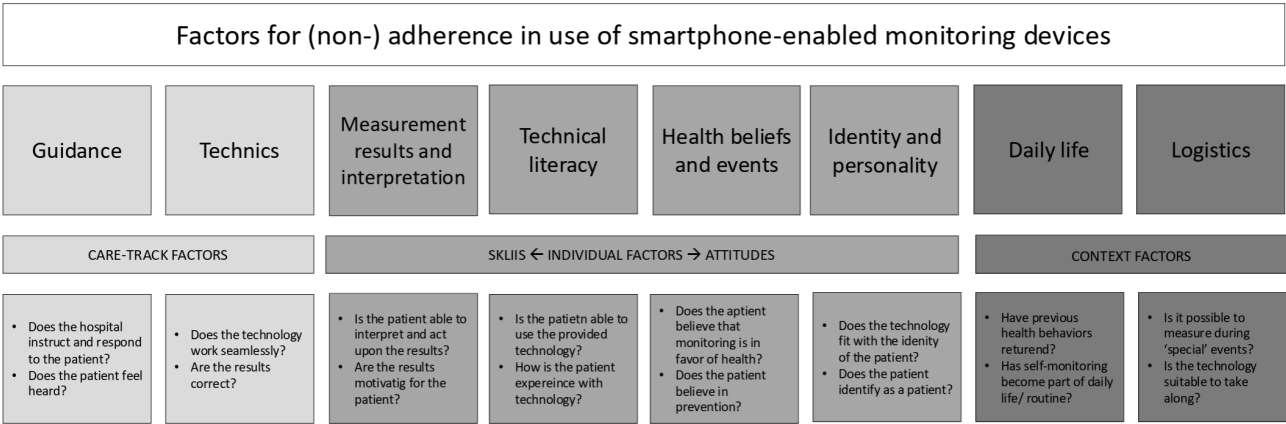 Factors for (non-) adherence in use of smartphone-enabled monitoring devices
Guidance
Technics
Measurement
results and
interpretation
Technical
literacy
Health beliefs
and events
Identity and
personality
Daily life
Logistics
CARE-TRACK FACTORS
SKLIIS ← INDIVIDUAL FACTORS → ATTITUDES
CONTEXT FACTORS
• Does the hospital
instruct and respond
to the patient?
• Does the patient feel
heard?
• Does the technology
work seamlessly?
• Are the results
correct?
• Is the patient able to
interpret and act
upon the results?
• Are the results
motivatig for the
patient?
• Is the patietn able to
use the provided
technology?
• How is the patient
expereince with
technology?
• Does the aptient
believe that
monitoring is in
favor of health?
• Does the patient
believe in
prevention?
• Does the technology
fit with the idenity
of the patient?
• Does the patient
identify as a patient?
• Have previous
health behaviors
returend?
• Has self-monitoring
become part of daily
life/ routine?
• Is it possible to
measure during
‘special’ events?
• Is the technology
suitable to take
along?